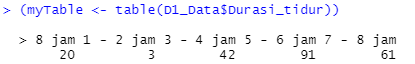 > (myTable <- table(D1_Data$Durasi_tidur))
> 8 jam 1 - 2 jam 3 - 4 jam 5 - 6 jam 7 - 8 jam
20 3 42 91 61